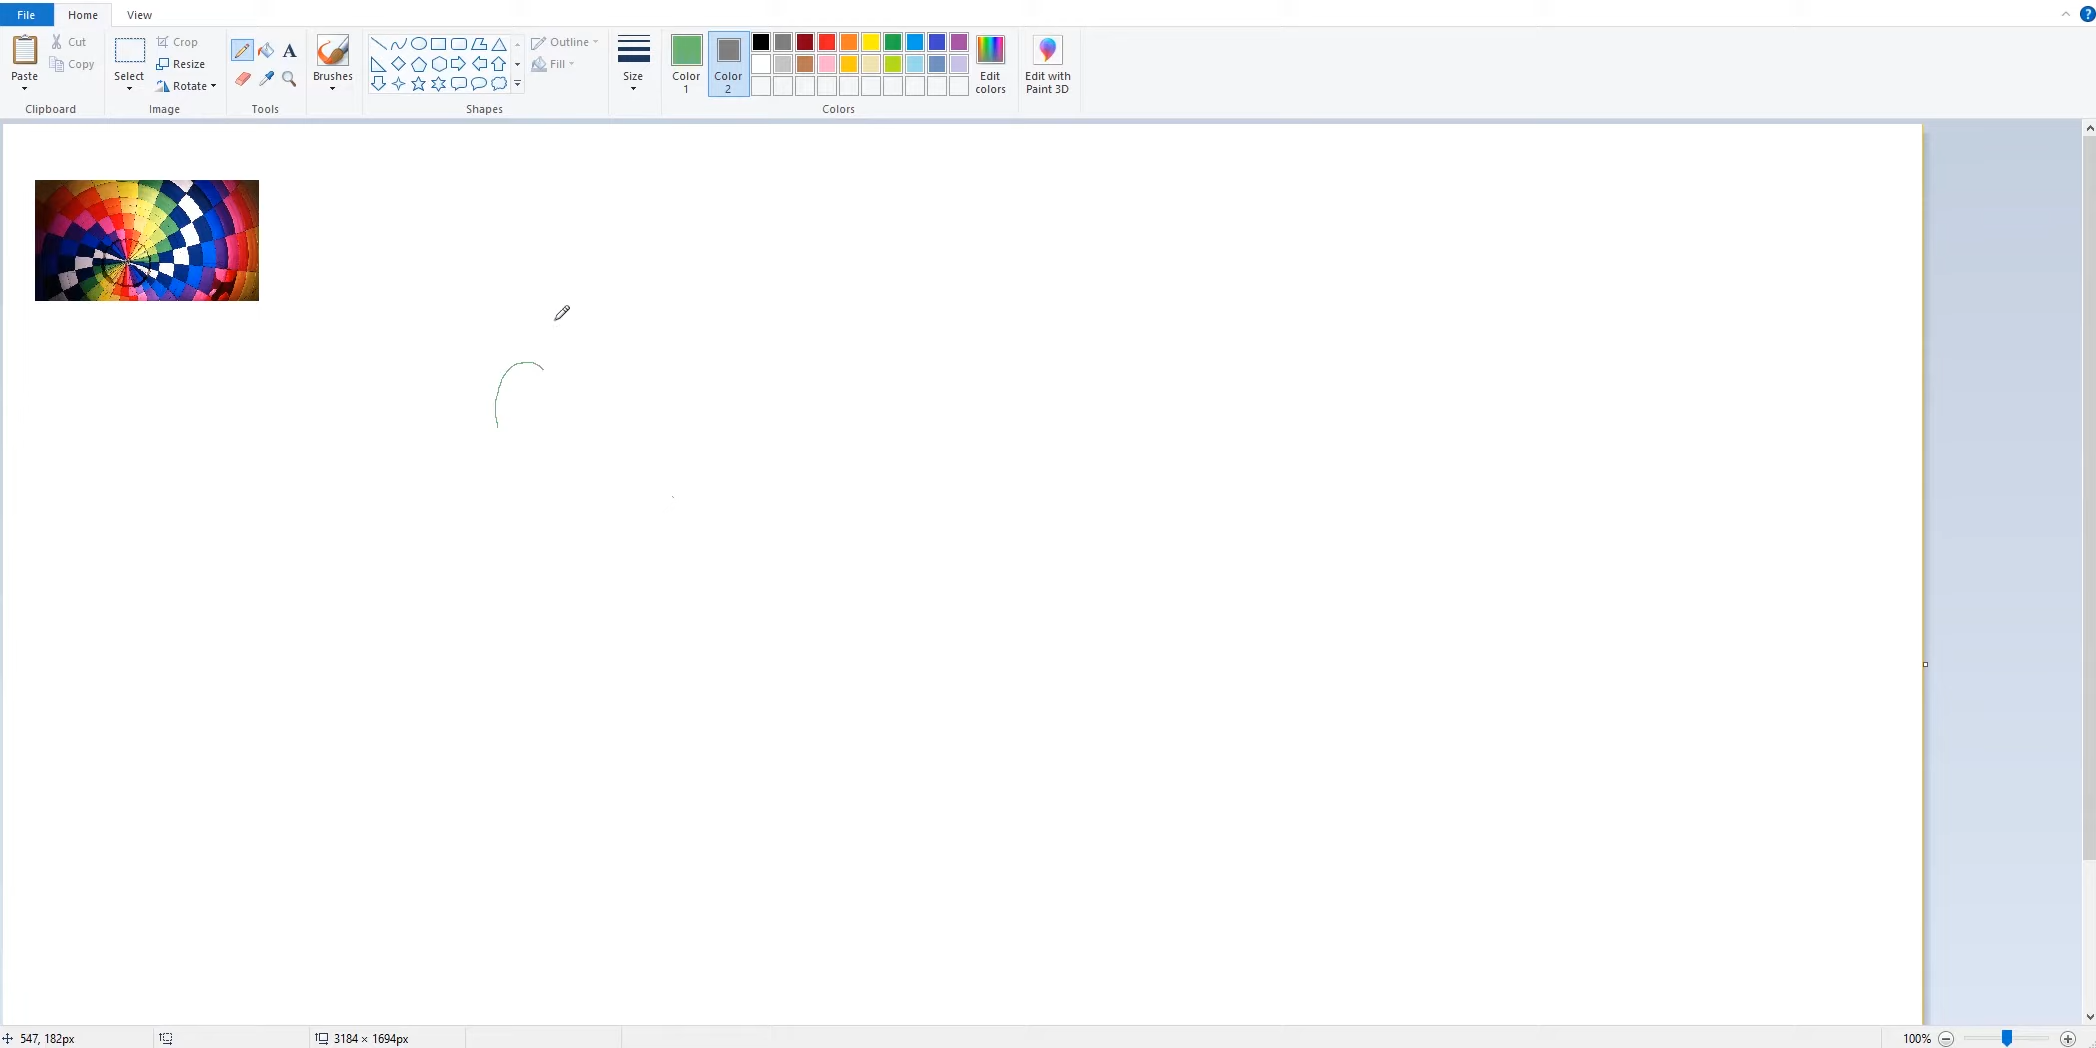 File Home View
?
Paste
Cut
Copy
Clipboard
Select
Crop
Resize
Rotate
Image
A
Tools
Brushes
Outline
Fill
Shapes
Size
Color
1
Color
2
Edit
colors
Colors
Edit with
Paint 3D
547, 182px
3184 × 1694px
100%